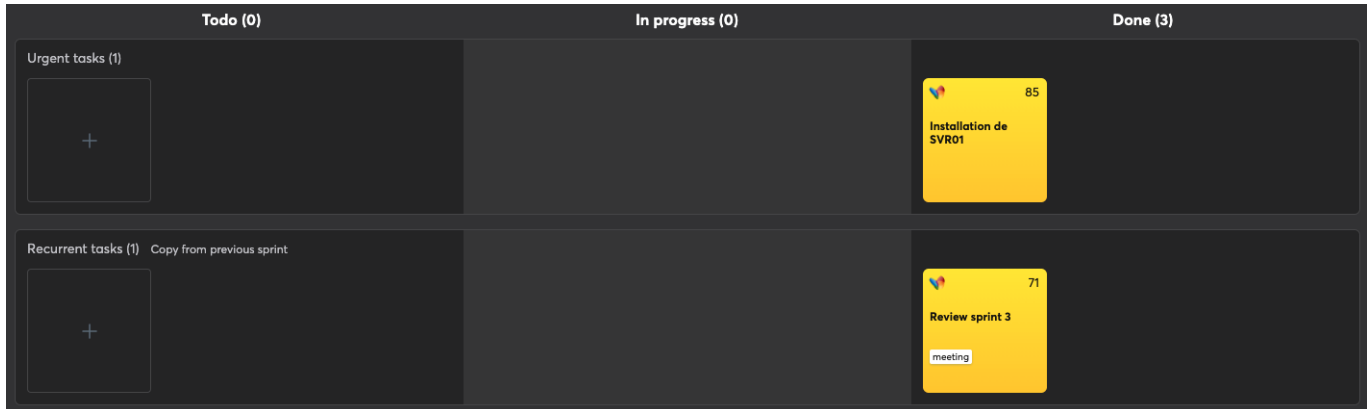 Todo (0)
In progress (0)
Done (3)
Urgent tasks (1)
+
85
Installation de
SVR01
Recurrent tasks (1) Copy from previous sprint
+
71
Review sprint 3
meeting